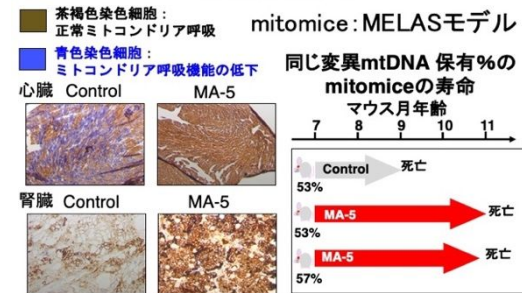 茶褐色染色細胞：
正常ミトコンドリア呼吸
青色染色細胞：
ミトコンドリア呼吸機能の低下
心臓 Control MA-5
腎臓 Control MA-5
mitomice：MELASモデル
同じ変異mtDNA 保有%の
mitomiceの寿命
マウス月年齢
7 8 9 10 11
Control 死亡
53%
MA-5 死亡
53%
MA-5 死亡
57%